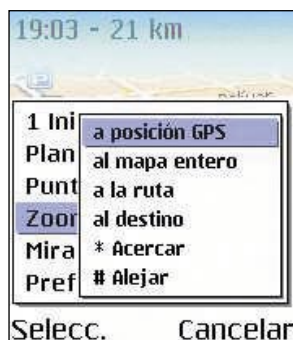 19:03 - 21 km
1 Ini
Plan
Punt
Zoor
Mira
Pref
a posición GPS
al mapa entero
a la ruta
al destino
* Acercar
# Alejar
Selecc.
Cancelar